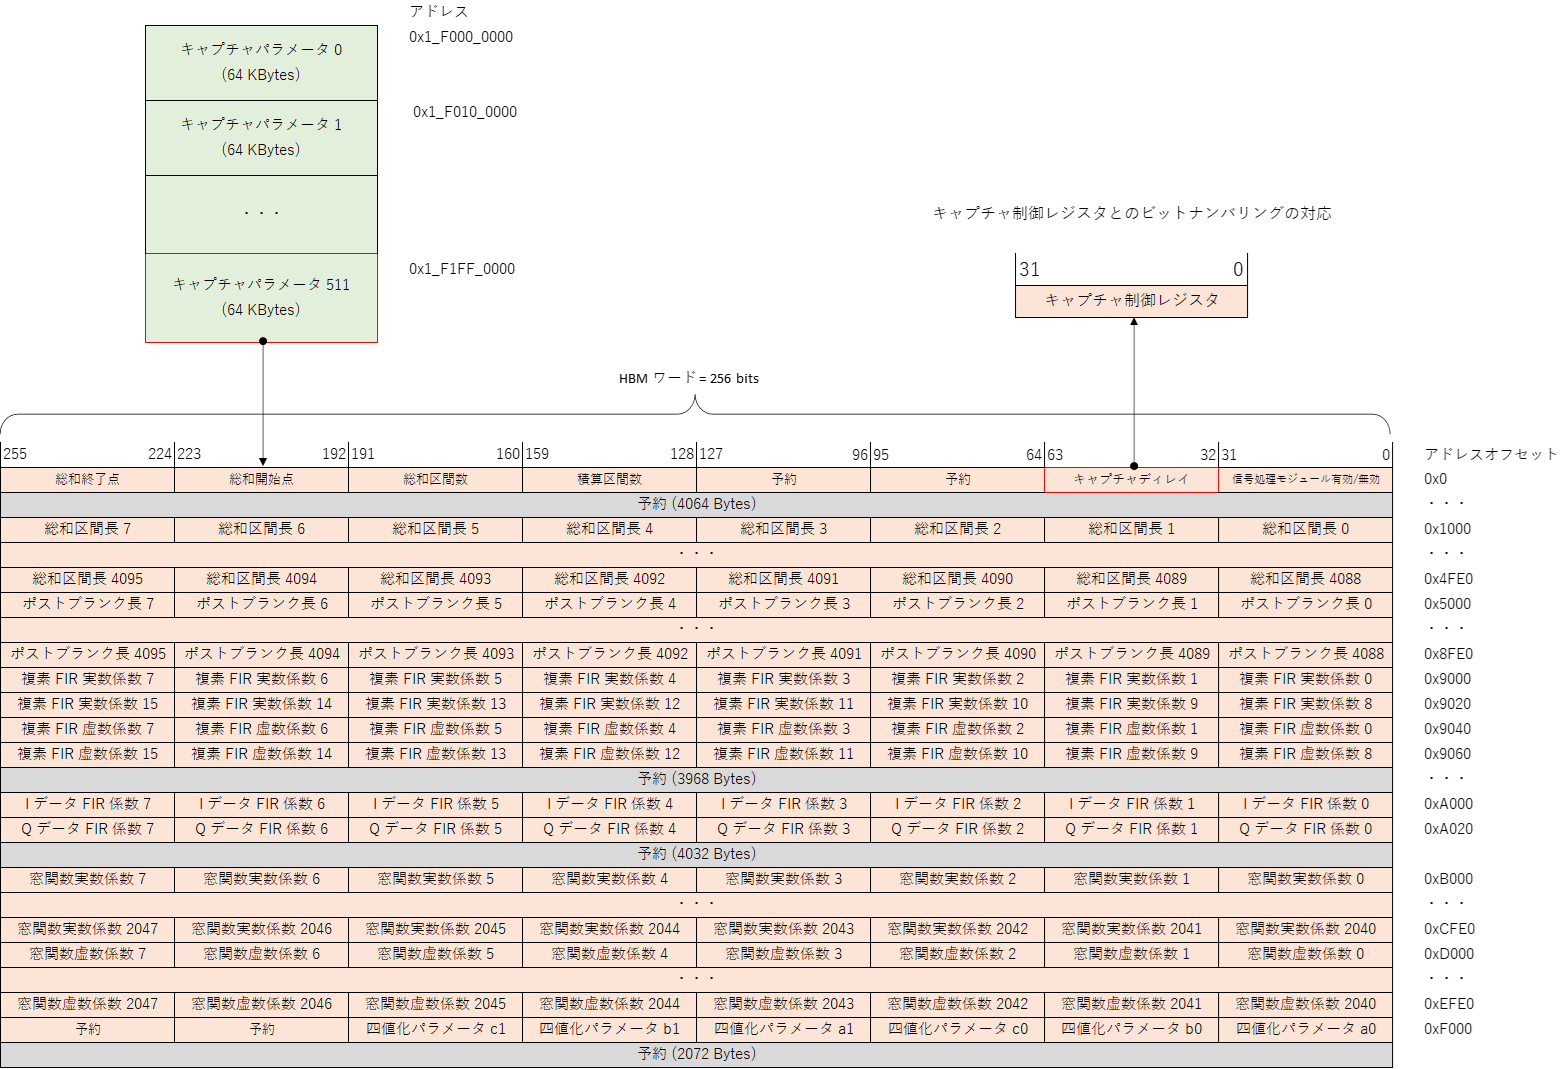 アドレス
キャプチャパラメータ 0
(64 KBytes)
0x1_F000_0000
キャプチャパラメータ 1
(64 KBytes)
0x1_F010_0000
・・・
キャプチャパラメータ 511
(64 KBytes)
0x1_F1FF_0000
キャプチャ制御レジスタとのビットナンバリングの対応
31 0
キャプチャ制御レジスタ
HBM ワード = 256 bits
255 224 223 192 191 160 159 128 127 96 95 64 63 32 31 0 アドレスオフセット
総和終了点 総和開始点 総和区間数 積算区間数 予約 予約 キャプチャディレイ 信号処理モジュール有効/無効 0x0
予約 (4064 Bytes) ・・・
総和区間長 7 総和区間長 6 総和区間長 5 総和区間長 4 総和区間長 3 総和区間長 2 総和区間長 1 総和区間長 0 0x1000
・・・ ・・・
総和区間長 4095 総和区間長 4094 総和区間長 4093 総和区間長 4092 総和区間長 4091 総和区間長 4090 総和区間長 4089 総和区間長 4088 0x4FE0
ポストブランク長 7 ポストブランク長 6 ポストブランク長 5 ポストブランク長 4 ポストブランク長 3 ポストブランク長 2 ポストブランク長 1 ポストブランク長 0 0x5000
・・・ ・・・
ポストブランク長 4095 ポストブランク長 4094 ポストブランク長 4093 ポストブランク長 4092 ポストブランク長 4091 ポストブランク長 4090 ポストブランク長 4089 ポストブランク長 4088 0x8FE0
複素 FIR 実数係数 7 複素 FIR 実数係数 6 複素 FIR 実数係数 5 複素 FIR 実数係数 4 複素 FIR 実数係数 3 複素 FIR 実数係数 2 複素 FIR 実数係数 1 複素 FIR 実数係数 0 0x9000
複素 FIR 実数係数 15 複素 FIR 実数係数 14 複素 FIR 実数係数 13 複素 FIR 実数係数 12 複素 FIR 実数係数 11 複素 FIR 実数係数 10 複素 FIR 実数係数 9 複素 FIR 実数係数 8 0x9020
複素 FIR 虚数係数 7 複素 FIR 虚数係数 6 複素 FIR 虚数係数 5 複素 FIR 虚数係数 4 複素 FIR 虚数係数 3 複素 FIR 虚数係数 2 複素 FIR 虚数係数 1 複素 FIR 虚数係数 0 0x9040
複素 FIR 虚数係数 15 複素 FIR 虚数係数 14 複素 FIR 虚数係数 13 複素 FIR 虚数係数 12 複素 FIR 虚数係数 11 複素 FIR 虚数係数 10 複素 FIR 虚数係数 9 複素 FIR 虚数係数 8 0x9060
予約 (3968 Bytes) ・・・
I データ FIR 係数 7 I データ FIR 係数 6 I データ FIR 係数 5 I データ FIR 係数 4 I データ FIR 係数 3 I データ FIR 係数 2 I データ FIR 係数 1 I データ FIR 係数 0 0xA000
Q データ FIR 係数 7 Q データ FIR 係数 6 Q データ FIR 係数 5 Q データ FIR 係数 4 Q データ FIR 係数 3 Q データ FIR 係数 2 Q データ FIR 係数 1 Q データ FIR 係数 0 0xA020
予約 (4032 Bytes)
窓関数実数係数 7 窓関数実数係数 6 窓関数実数係数 5 窓関数実数係数 4 窓関数実数係数 3 窓関数実数係数 2 窓関数実数係数 1 窓関数実数係数 0 0xB000
・・・ ・・・
窓関数実数係数 2047 窓関数実数係数 2046 窓関数実数係数 2045 窓関数実数係数 2044 窓関数実数係数 2043 窓関数実数係数 2042 窓関数実数係数 2041 窓関数実数係数 2040 0xCFE0
窓関数虚数係数 7 窓関数虚数係数 6 窓関数虚数係数 5 窓関数虚数係数 4 窓関数虚数係数 3 窓関数虚数係数 2 窓関数虚数係数 1 窓関数虚数係数 0 0xD000
・・・ ・・・
窓関数虚数係数 2047 窓関数虚数係数 2046 窓関数虚数係数 2045 窓関数虚数係数 2044 窓関数虚数係数 2043 窓関数虚数係数 2042 窓関数虚数係数 2041 窓関数虚数係数 2040 0xEFE0
予約 予約 四値化パラメータ c1 四値化パラメータ b1 四値化パラメータ a1 四値化パラメータ c0 四値化パラメータ b0 四値化パラメータ a0 0xF000
予約 (2072 Bytes)